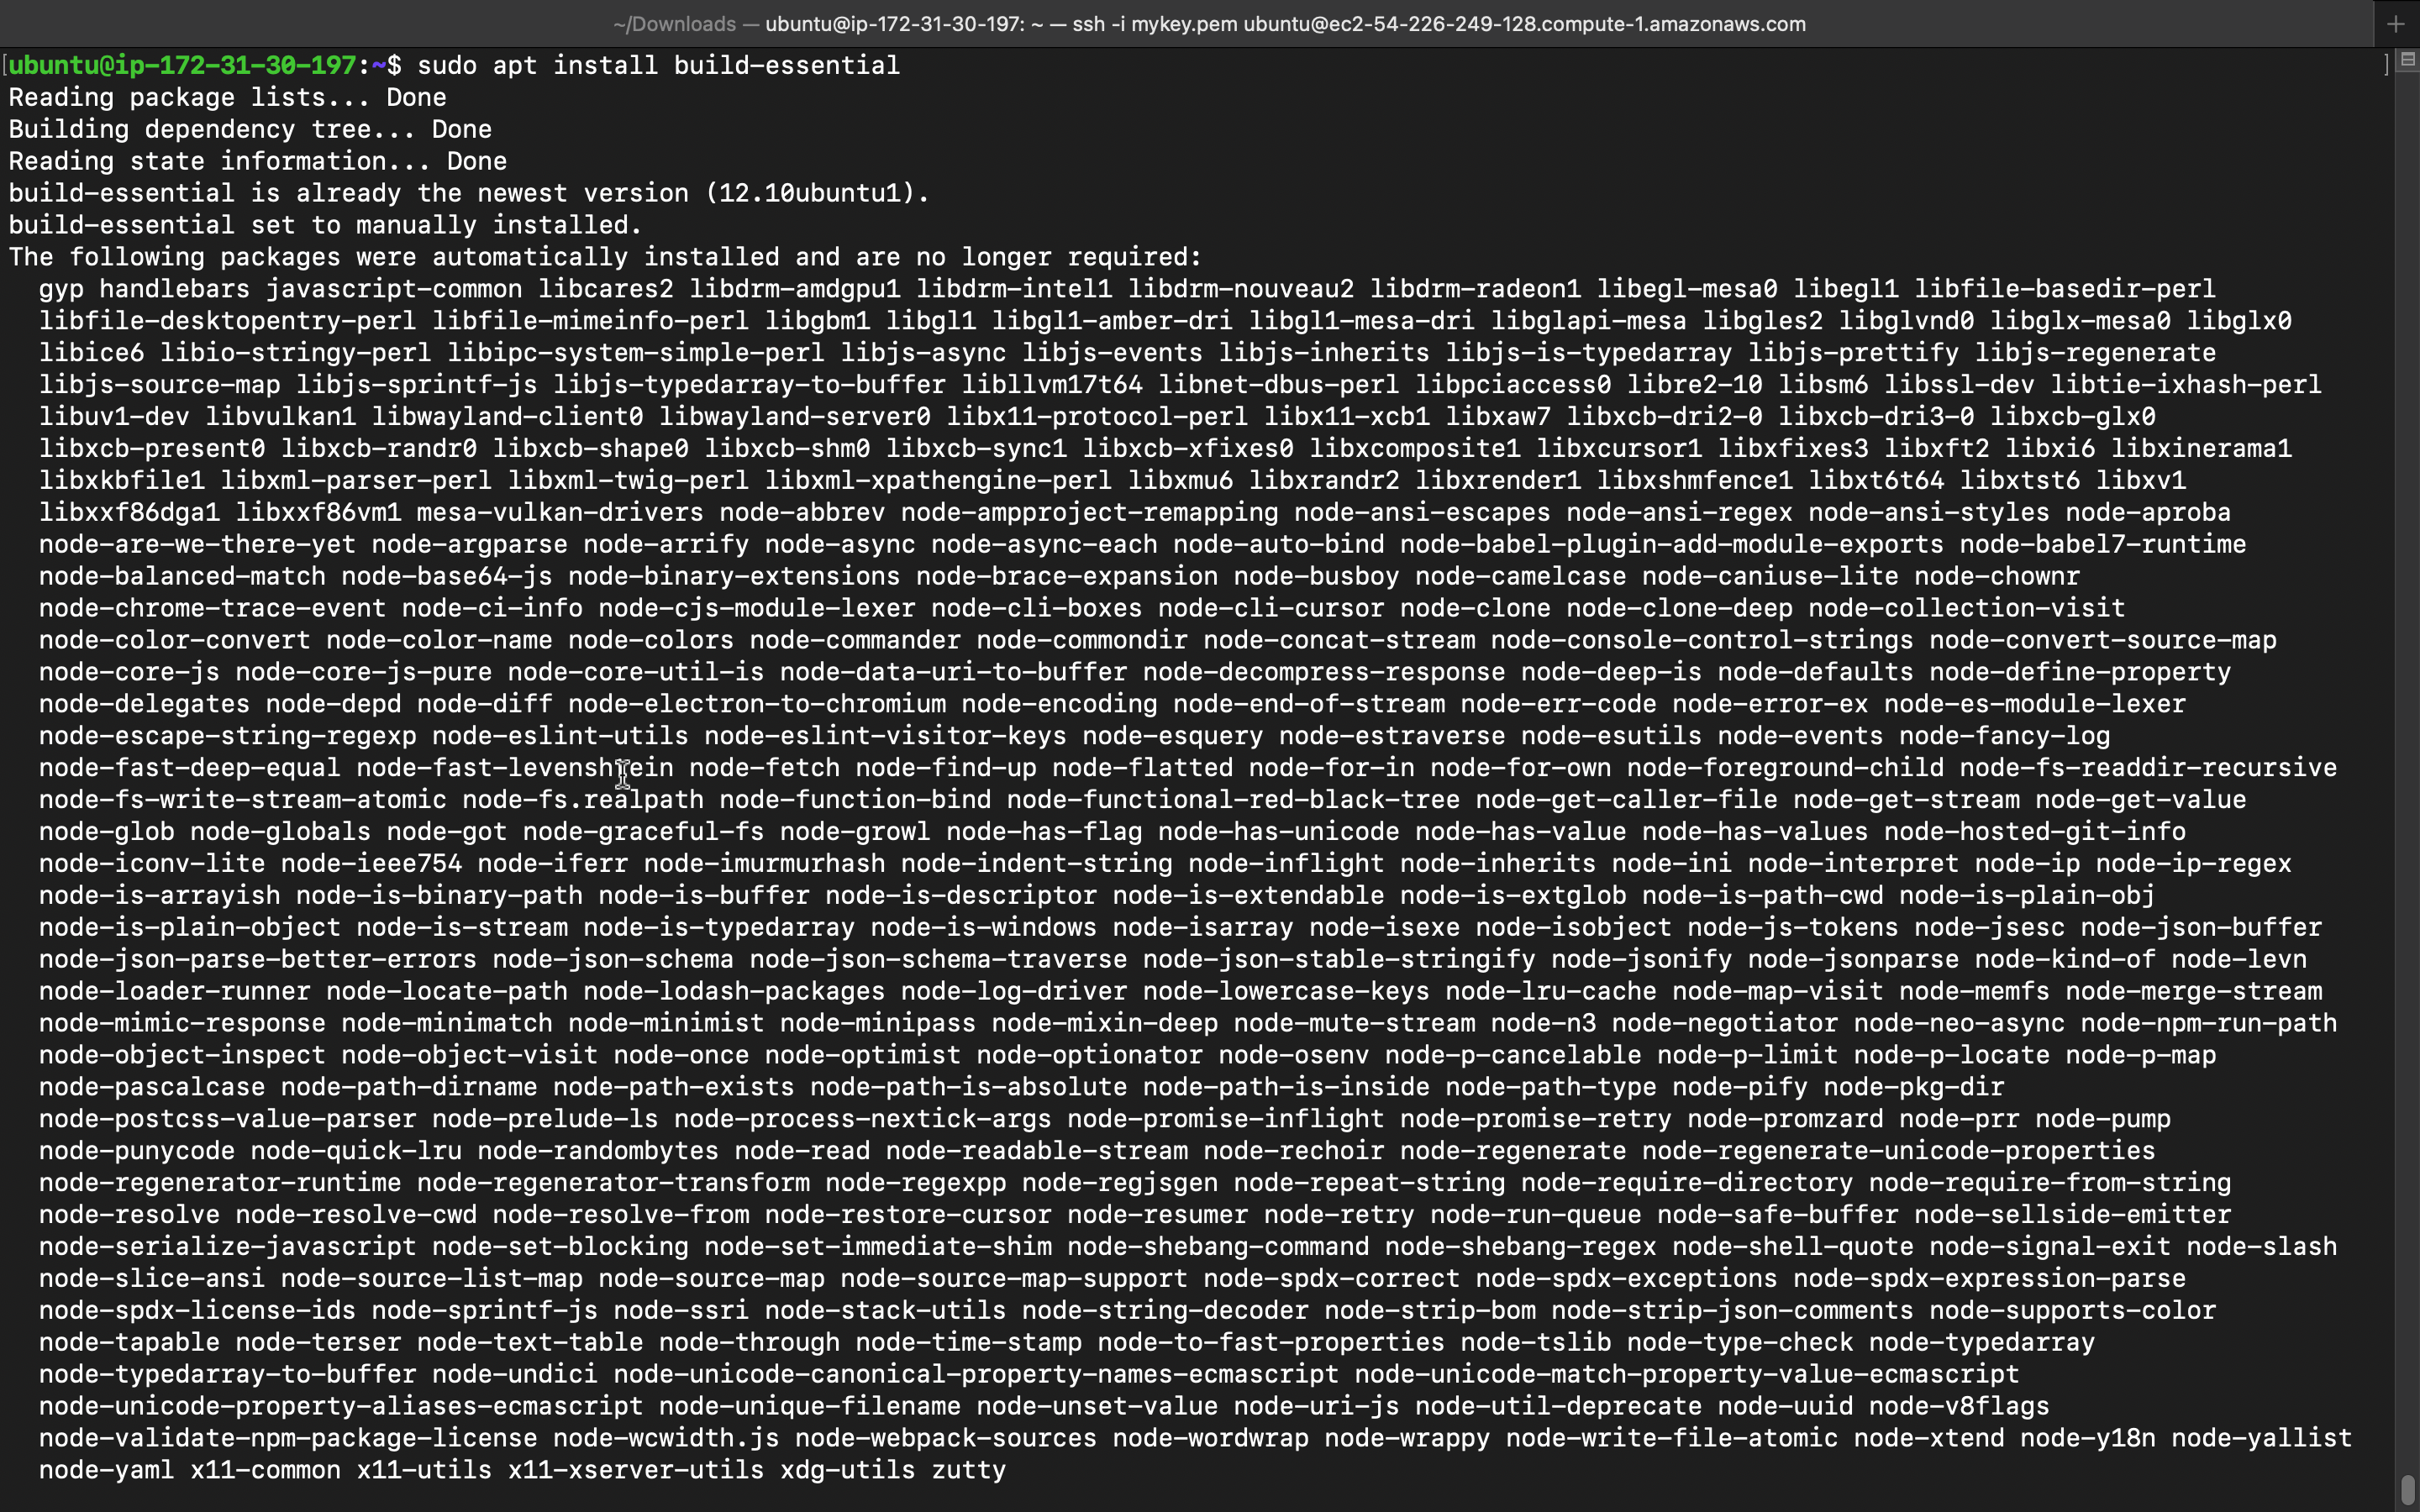 ~/Downloads — ubuntu@ip-172-31-30-197: ~ — ssh -i mykey.pem ubuntu@ec2-54-226-249-128.compute-1.amazonaws.com
[ubuntu@ip-172-31-30-197:~$ sudo apt install build-essential ]
Reading package lists... Done
Building dependency tree... Done
Reading state information... Done
build-essential is already the newest version (12.10ubuntu1).
build-essential set to manually installed.
The following packages were automatically installed and are no longer required:
gyp handlebars javascript-common libcares2 libdrm-amdgpu1 libdrm-intel1 libdrm-nouveau2 libdrm-radeon1 libegl-mesa0 libegl1 libfile-basedir-perl
libfile-desktopentry-perl libfile-mimeinfo-perl libgbm1 libgl1 libgl1-amber-dri libgl1-mesa-dri libglapi-mesa libgles2 libglvnd0 libglx-mesa0 libglx0
libice6 libio-stringy-perl libipc-system-simple-perl libjs-async libjs-events libjs-inherits libjs-is-typedarray libjs-prettify libjs-regenerate
libjs-source-map libjs-sprintf-js libjs-typedarray-to-buffer libllvm17t64 libnet-dbus-perl libpciaccess0 libre2-10 libsm6 libssl-dev libtie-ixhash-perl
libuv1-dev libvulkan1 libwayland-client0 libwayland-server0 libx11-protocol-perl libx11-xcb1 libxaw7 libxcb-dri2-0 libxcb-dri3-0 libxcb-glx0
libxcb-present0 libxcb-randr0 libxcb-shape0 libxcb-shm0 libxcb-sync1 libxcb-xfixes0 libxcomposite1 libxcursor1 libxfixes3 libxft2 libxi6 libxinerama1
libxkbfile1 libxml-parser-perl libxml-twig-perl libxml-xpathengine-perl libxmu6 libxrandr2 libxrender1 libxshmfence1 libxt6t64 libxtst6 libxv1
libxxf86dga1 libxxf86vm1 mesa-vulkan-drivers node-abbrev node-ampproject-remapping node-ansi-escapes node-ansi-regex node-ansi-styles node-aproba
node-are-we-there-yet node-argparse node-arrify node-async node-async-each node-auto-bind node-babel-plugin-add-module-exports node-babel7-runtime
node-balanced-match node-base64-js node-binary-extensions node-brace-expansion node-busboy node-camelcase node-caniuse-lite node-chownr
node-chrome-trace-event node-ci-info node-cjs-module-lexer node-cli-boxes node-cli-cursor node-clone node-clone-deep node-collection-visit
node-color-convert node-color-name node-colors node-commander node-commondir node-concat-stream node-console-control-strings node-convert-source-map
node-core-js node-core-js-pure node-core-util-is node-data-uri-to-buffer node-decompress-response node-deep-is node-defaults node-define-property
node-delegates node-depd node-diff node-electron-to-chromium node-encoding node-end-of-stream node-err-code node-error-ex node-es-module-lexer
node-escape-string-regexp node-eslint-utils node-eslint-visitor-keys node-esquery node-estraverse node-esutils node-events node-fancy-log
node-fast-deep-equal node-fast-levenshtein node-fetch node-find-up node-flatted node-for-in node-for-own node-foreground-child node-fs-readdir-recursive
node-fs-write-stream-atomic node-fs.realpath node-function-bind node-functional-red-black-tree node-get-caller-file node-get-stream node-get-value
node-glob node-globals node-got node-graceful-fs node-growl node-has-flag node-has-unicode node-has-value node-has-values node-hosted-git-info
node-iconv-lite node-ieee754 node-iferr node-imurmurhash node-indent-string node-inflight node-inherits node-ini node-interpret node-ip node-ip-regex
node-is-arrayish node-is-binary-path node-is-buffer node-is-descriptor node-is-extendable node-is-extglob node-is-path-cwd node-is-plain-obj
node-is-plain-object node-is-stream node-is-typedarray node-is-windows node-isarray node-isexe node-isobject node-js-tokens node-jsesc node-json-buffer
node-json-parse-better-errors node-json-schema node-json-schema-traverse node-json-stable-stringify node-jsonify node-jsonparse node-kind-of node-levn
node-loader-runner node-locate-path node-lodash-packages node-log-driver node-lowercase-keys node-lru-cache node-map-visit node-memfs node-merge-stream
node-mimic-response node-minimatch node-minimist node-minipass node-mixin-deep node-mute-stream node-n3 node-negotiator node-neo-async node-npm-run-path
node-object-inspect node-object-visit node-once node-optimist node-optionator node-osenv node-p-cancelable node-p-limit node-p-locate node-p-map
node-pascalcase node-path-dirname node-path-exists node-path-is-absolute node-path-is-inside node-path-type node-pify node-pkg-dir
node-postcss-value-parser node-prelude-ls node-process-nextick-args node-promise-inflight node-promise-retry node-promzard node-prr node-pump
node-punycode node-quick-lru node-randombytes node-read node-readable-stream node-rechoir node-regenerate node-regenerate-unicode-properties
node-regenerator-runtime node-regenerator-transform node-regexpp node-regjsgen node-repeat-string node-require-directory node-require-from-string
node-resolve node-resolve-cwd node-resolve-from node-restore-cursor node-resumer node-retry node-run-queue node-safe-buffer node-sellside-emitter
node-serialize-javascript node-set-blocking node-set-immediate-shim node-shebang-command node-shebang-regex node-shell-quote node-signal-exit node-slash
node-slice-ansi node-source-list-map node-source-map node-source-map-support node-spdx-correct node-spdx-exceptions node-spdx-expression-parse
node-spdx-license-ids node-sprintf-js node-ssri node-stack-utils node-string-decoder node-strip-bom node-strip-json-comments node-supports-color
node-tapable node-terser node-text-table node-through node-time-stamp node-to-fast-properties node-tslib node-type-check node-typedarray
node-typedarray-to-buffer node-undici node-unicode-canonical-property-names-ecmascript node-unicode-match-property-value-ecmascript
node-unicode-property-aliases-ecmascript node-unique-filename node-unset-value node-uri-js node-util-deprecate node-uuid node-v8flags
node-validate-npm-package-license node-wcwidth.js node-webpack-sources node-wordwrap node-wrappy node-write-file-atomic node-xtend node-y18n node-yallist
node-yaml x11-common x11-utils x11-xserver-utils xdg-utils zutty